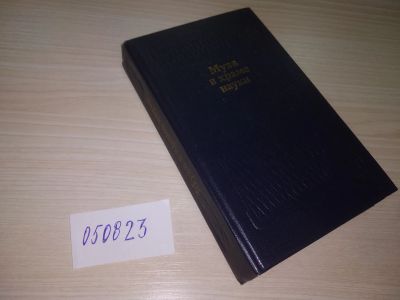 Муза
в храме
науки
050823